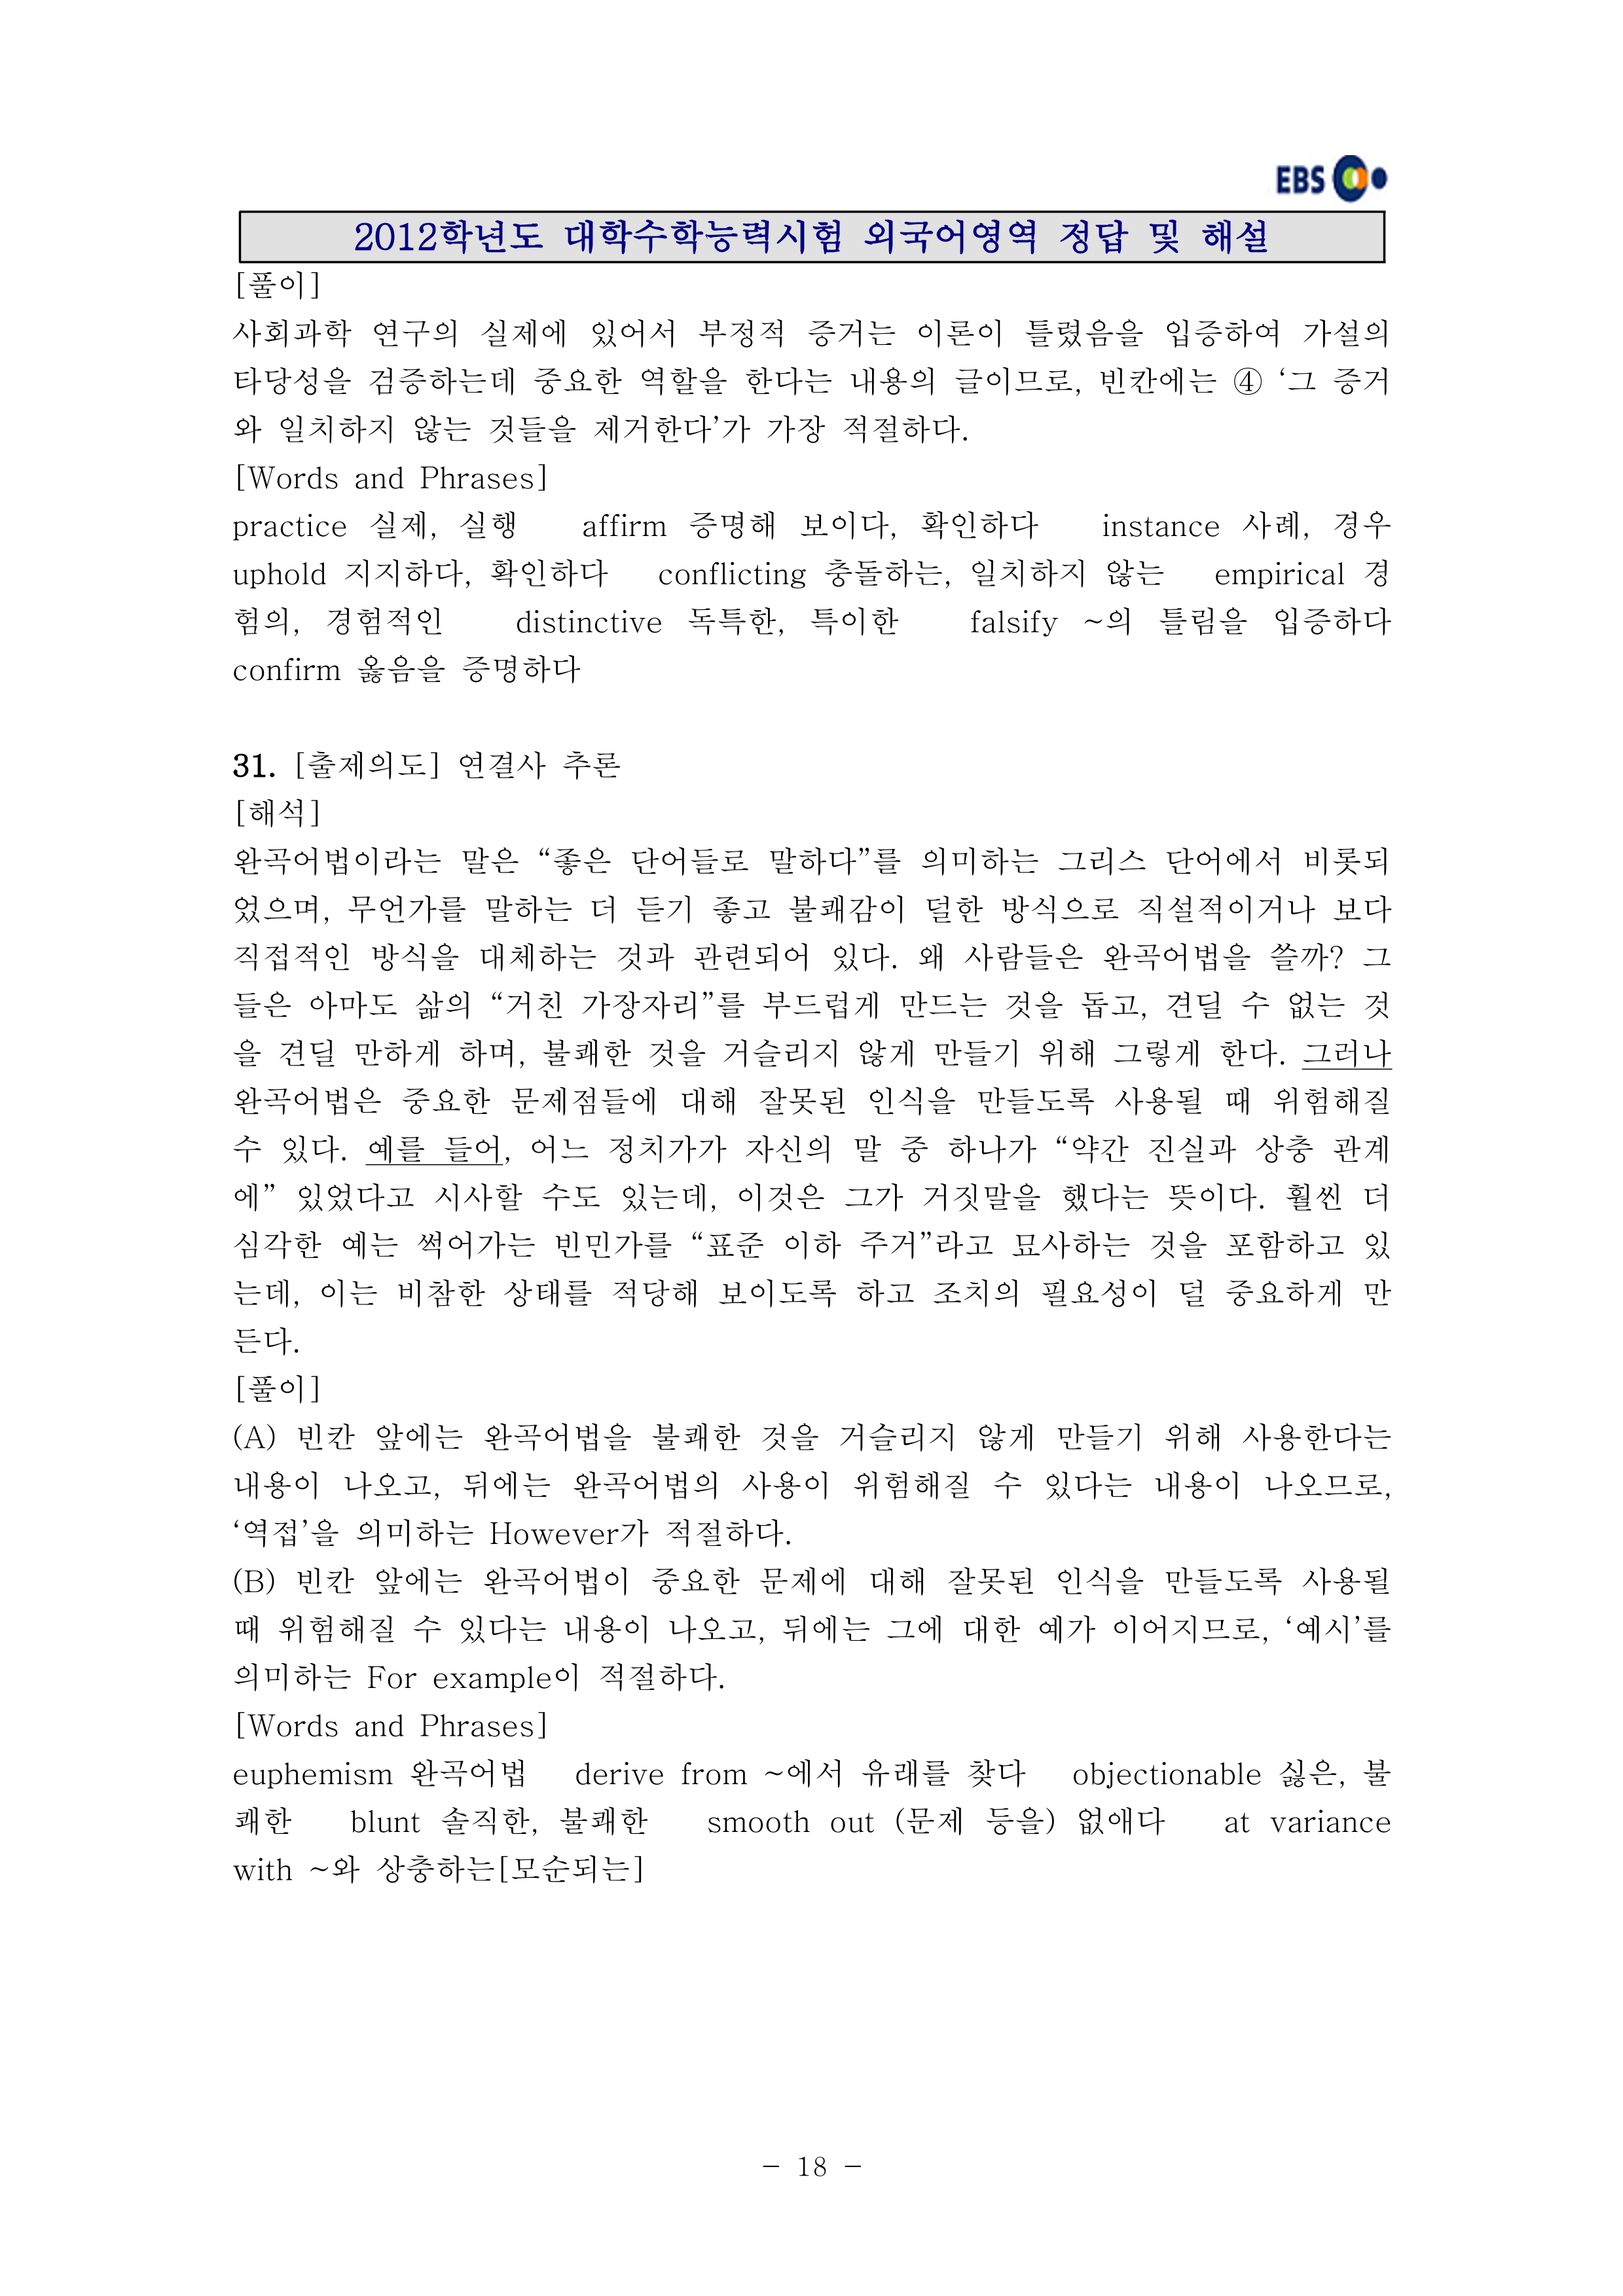 EBS
2012학년도 대학수학능력시험 외국어영역 정답 및 해설
[풀이]
사회과학 연구의 실제에 있어서 부정적 증거는 이론이 틀렸음을 입증하여 가설의
타당성을 검증하는데 중요한 역할을 한다는 내용의 글이므로, 빈칸에는 ④ ‘그 증거
와 일치하지 않는 것들을 제거한다’가 가장 적절하다.
[Words and Phrases]
practice 실제, 실행 affirm 증명해 보이다, 확인하다 instance 사례, 경우
uphold 지지하다, 확인하다 conflicting 충돌하는, 일치하지 않는 empirical 경
험의, 경험적인 distinctive 독특한, 특이한 falsify ~의 틀림을 입증하다
confirm 옳음을 증명하다
31. [출제의도] 연결사 추론
[해석]
완곡어법이라는 말은 “좋은 단어들로 말하다”를 의미하는 그리스 단어에서 비롯되
었으며, 무언가를 말하는 더 듣기 좋고 불쾌감이 덜한 방식으로 직설적이거나 보다
직접적인 방식을 대체하는 것과 관련되어 있다. 왜 사람들은 완곡어법을 쓸까? 그
들은 아마도 삶의 “거친 가장자리”를 부드럽게 만드는 것을 돕고, 견딜 수 없는 것
을 견딜 만하게 하며, 불쾌한 것을 거슬리지 않게 만들기 위해 그렇게 한다. 그러나
완곡어법은 중요한 문제점들에 대해 잘못된 인식을 만들도록 사용될 때 위험해질
수 있다. 예를 들어, 어느 정치가가 자신의 말 중 하나가 “약간 진실과 상충 관계
에” 있었다고 시사할 수도 있는데, 이것은 그가 거짓말을 했다는 뜻이다. 훨씬 더
심각한 예는 썩어가는 빈민가를 “표준 이하 주거”라고 묘사하는 것을 포함하고 있
는데, 이는 비참한 상태를 적당해 보이도록 하고 조치의 필요성이 덜 중요하게 만
든다.
[풀이]
(A) 빈칸 앞에는 완곡어법을 불쾌한 것을 거슬리지 않게 만들기 위해 사용한다는
내용이 나오고, 뒤에는 완곡어법의 사용이 위험해질 수 있다는 내용이 나오므로,
‘역접’을 의미하는 However가 적절하다.
(B) 빈칸 앞에는 완곡어법이 중요한 문제에 대해 잘못된 인식을 만들도록 사용될
때 위험해질 수 있다는 내용이 나오고, 뒤에는 그에 대한 예가 이어지므로, ‘예시’를
의미하는 For example이 적절하다.
[Words and Phrases]
euphemism 완곡어법 derive from ~에서 유래를 찾다 objectionable 싫은, 불
쾌한 blunt 솔직한, 불쾌한 smooth out (문제 등을) 없애다 at variance
with ~와 상충하는[모순되는]
- 18 -